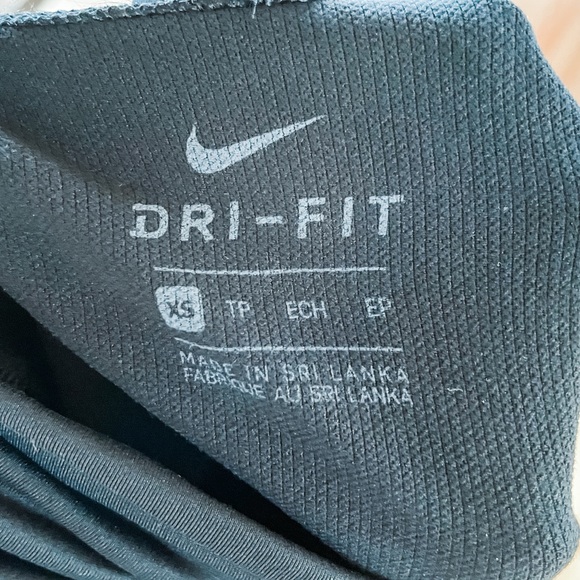 DRI-FIT
XS TP ECH EP
MADE IN SRI LANKA
FABRIQUE AU SRI LANKA